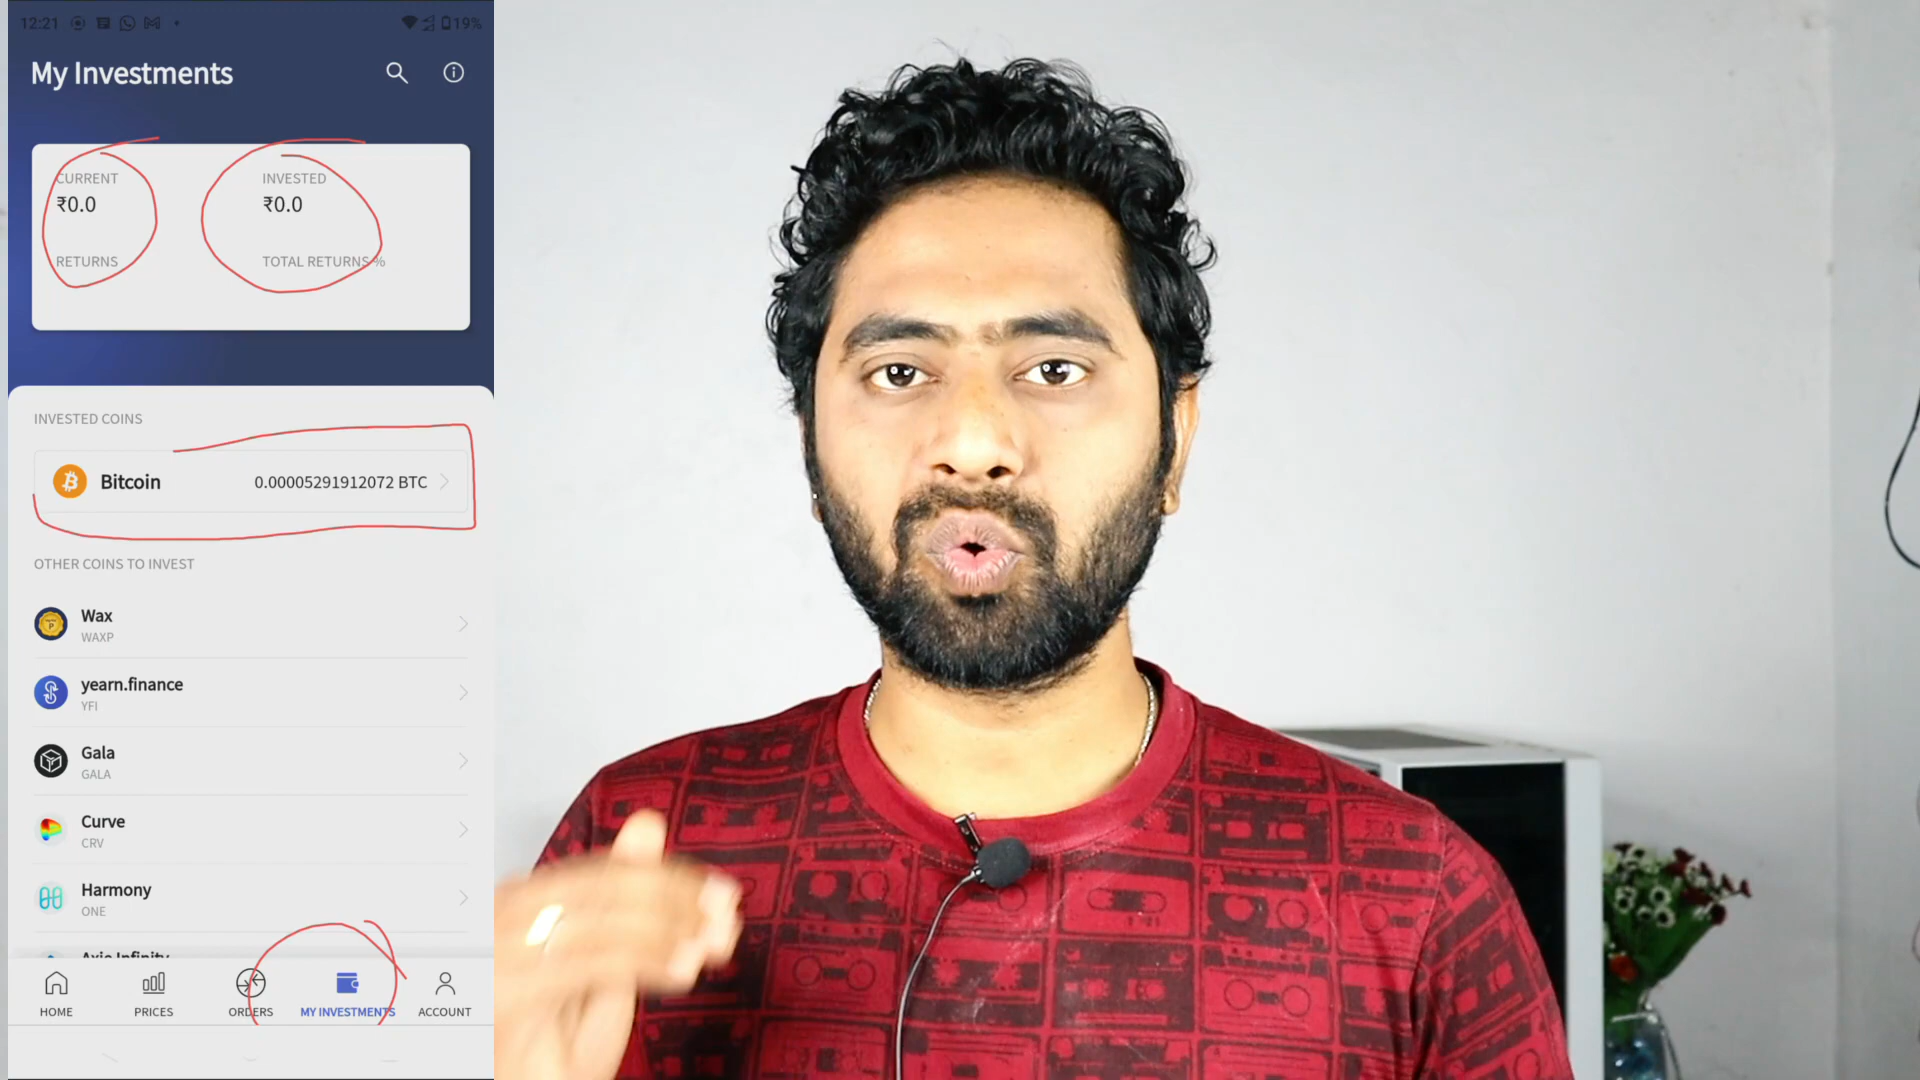 12:21 19%
My Investments
CURRENT INVESTED
₹0.0 ₹0.0
RETURNS TOTAL RETURNS %
INVESTED COINS
Bitcoin 0.00005291912072 BTC
OTHER COINS TO INVEST
Wax
WAXP
yearn.finance
YFI
Gala
GALA
Curve
CRV
Harmony
ONE
Axie Infinity
HOME PRICES ORDERS MY INVESTMENTS ACCOUNT